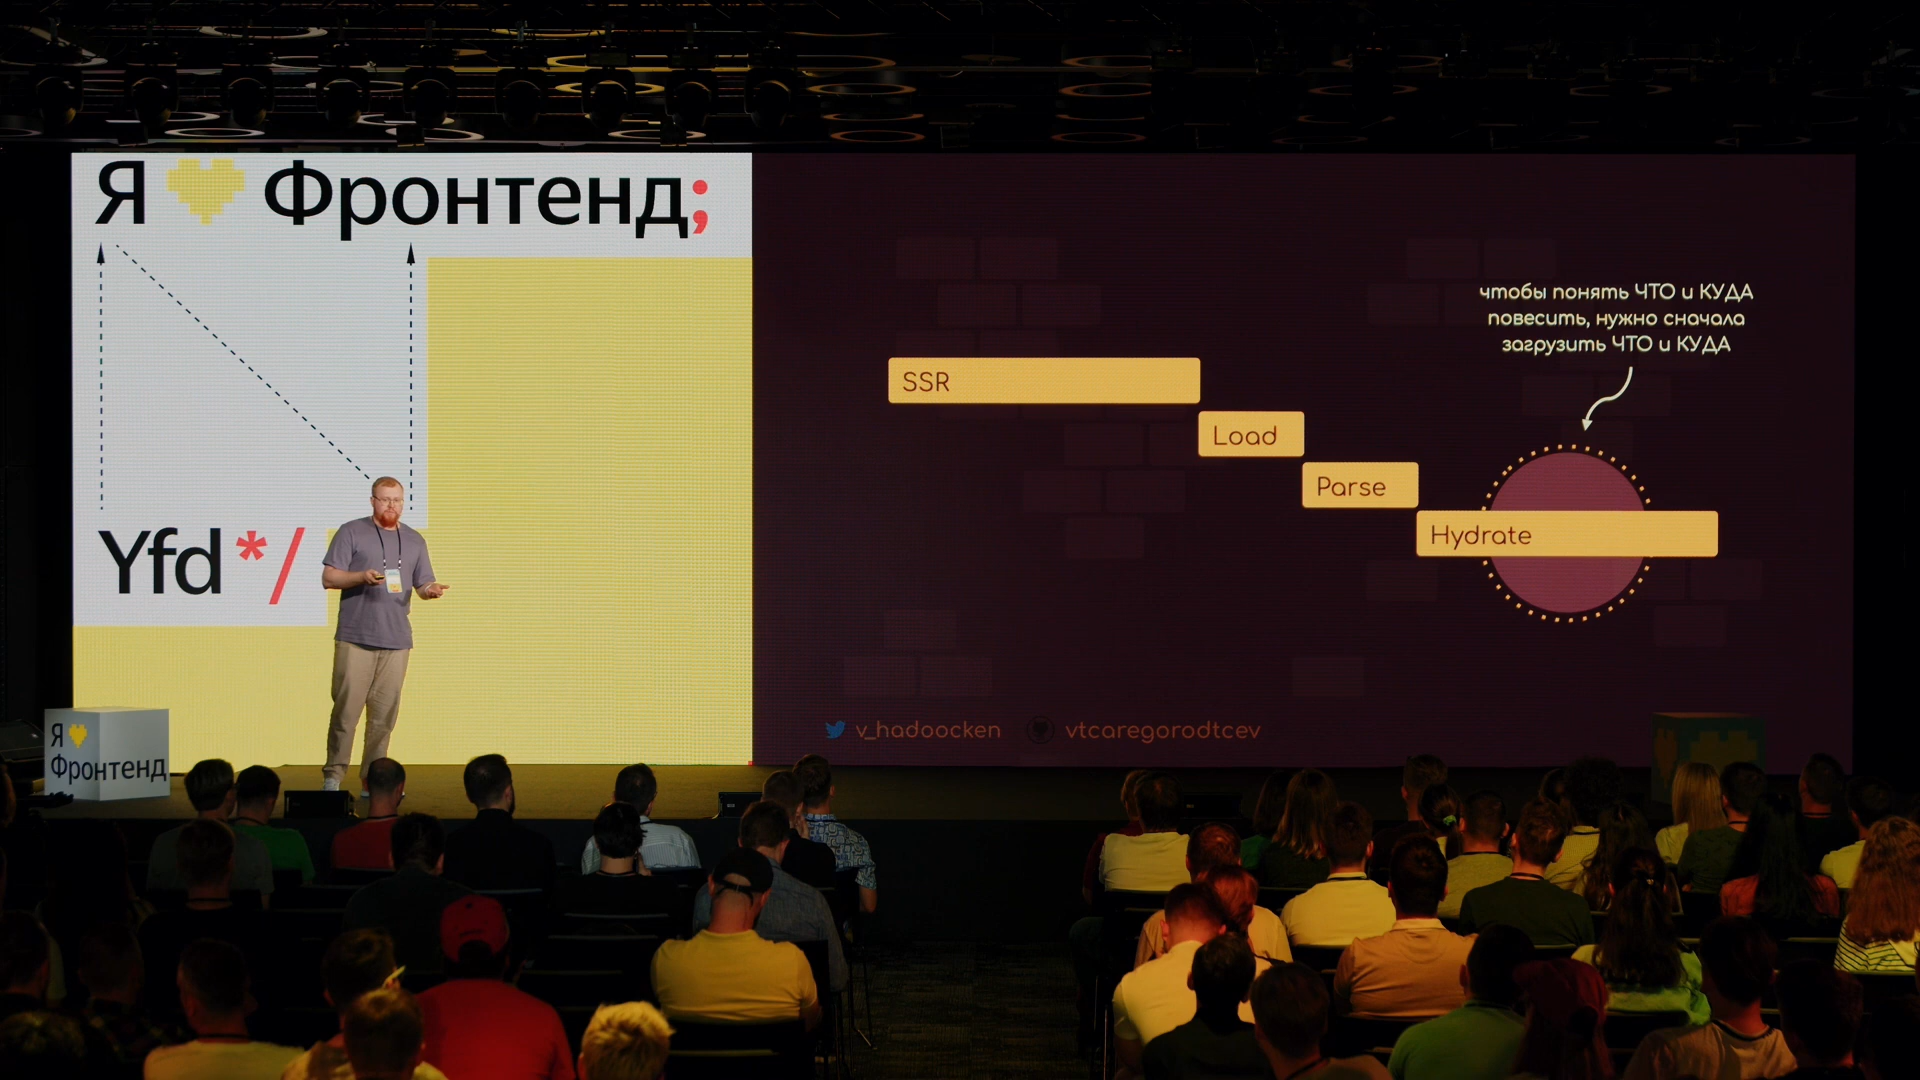 Я Фронтенд;
Yfd*/
чтобы понять ЧТО и КУДА
повесить, нужно сначала
загрузить ЧТО и КУДА
SSR
Load
Parse
Hydrate
v_hadoocken vtcaregorodtcev
Я
Фронтенд